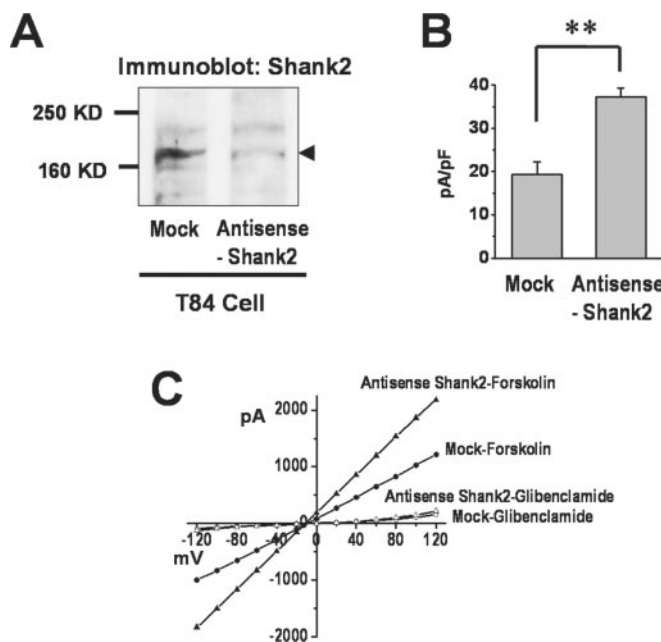 A
Immunoblot: Shank2
250 KD
160 KD
Mock
Antisense
- Shank2
T84 Cell
B
**
40
30
20
10
0
pA/pF
Mock
Antisense
- Shank2
C
pA
2000
1000
0
-1000
-2000
-120
-80
-40
0
40
80
120
mV
Antisense Shank2-Forskolin
Mock-Forskolin
Antisense Shank2-Glibenclamide
Mock-Glibenclamide